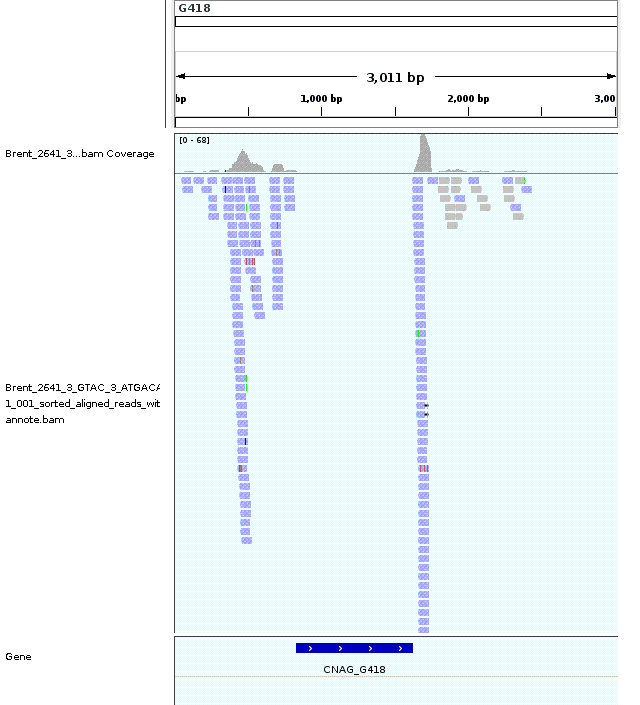 G418
3,011 bp
bp
1,000 bp
2,000 bp
3,00
Brent_2641_3...bam Coverage
[0 - 68]
Brent_2641_3_GTAC_3_ATGACA
1_001_sorted_aligned_reads_wit
annote.bam
Gene
CNAG_G418